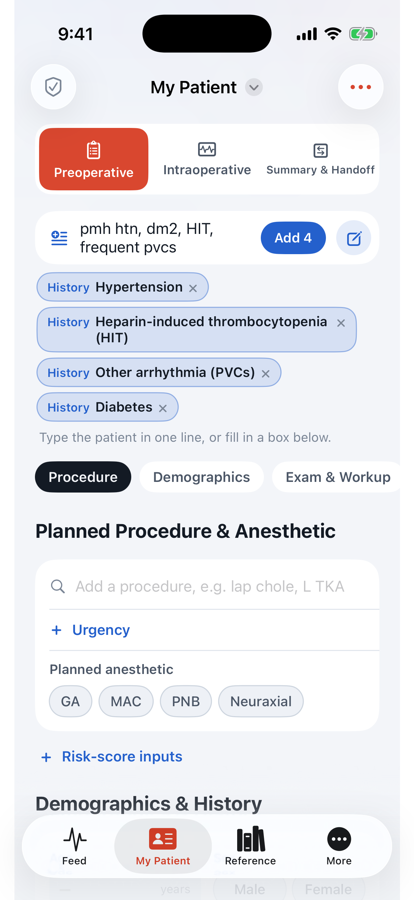 9:41
My Patient
Preoperative
Intraoperative
Summary & Handoff
pmh htn, dm2, HIT,
frequent pvcs
Add 4
History Hypertension ×
History Heparin-induced thrombocytopenia ×
(HIT)
History Other arrhythmia (PVCs) ×
History Diabetes ×
Type the patient in one line, or fill in a box below.
Procedure
Demographics
Exam & Workup
Planned Procedure & Anesthetic
Add a procedure, e.g. lap chole, L TKA
+ Urgency
Planned anesthetic
GA
MAC
PNB
Neuraxial
+ Risk-score inputs
Demographics & History
Feed
My Patient
Reference
More
years
Male
Female